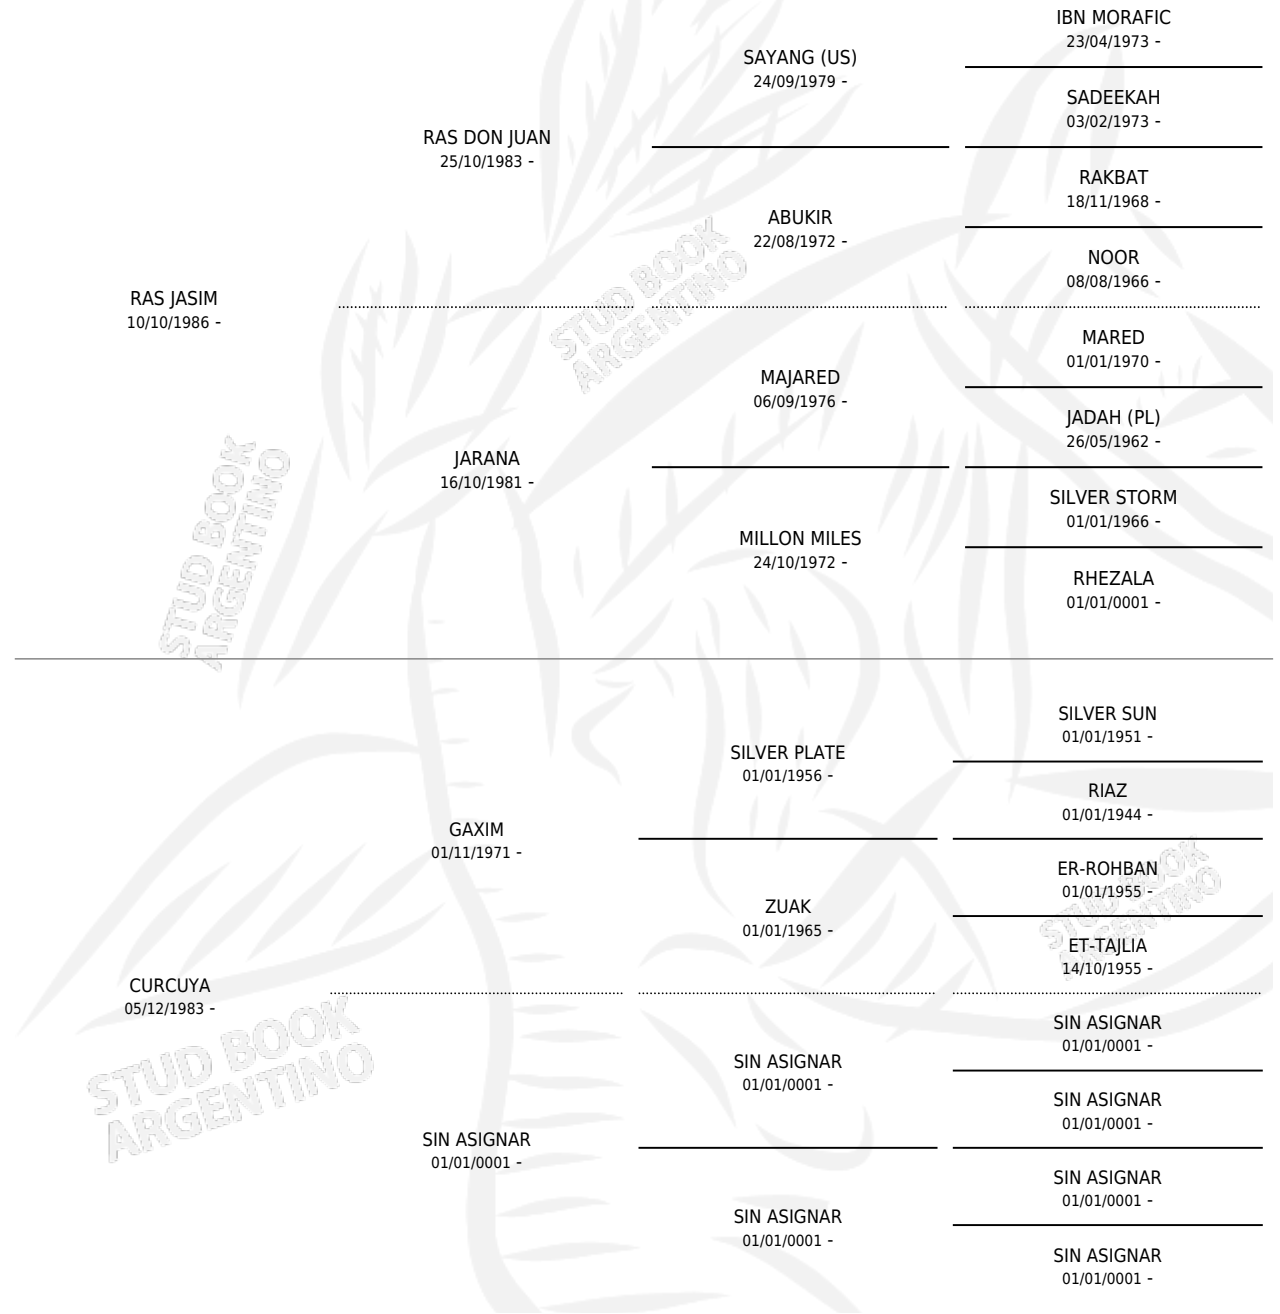 IBN MORAFIC
23/04/1973 -
SAYANG (US)
24/09/1979 -
SADEEKAH
03/02/1973 -
RAS DON JUAN
25/10/1983 -
RAKBAT
18/11/1968 -
ABUKIR
22/08/1972 -
NOOR
08/08/1966 -
RAS JASIM
10/10/1986 -
STUD BOOK
ARGENTINO
MARED
01/01/1970 -
MAJARED
06/09/1976 -
JADAH (PL)
26/05/1962 -
JARANA
16/10/1981 -
SILVER STORM
01/01/1966 -
MILLON MILES
24/10/1972 -
RHEZALA
01/01/0001 -
STUD BOOK
ARGENTINO
SILVER SUN
01/01/1951 -
SILVER PLATE
01/01/1956 -
RIAZ
01/01/1944 -
GAXIM
01/11/1971 -
ER-ROHBAN
01/01/1955 -
ZUAK
01/01/1965 -
ET-TAJLIA
14/10/1955 -
STUD BOOK
ARGENTINO
CURCUYA
05/12/1983 -
SIN ASIGNAR
01/01/0001 -
SIN ASIGNAR
01/01/0001 -
SIN ASIGNAR
01/01/0001 -
STUD BOOK
ARGENTINO
SIN ASIGNAR
01/01/0001 -
SIN ASIGNAR
01/01/0001 -
SIN ASIGNAR
01/01/0001 -
SIN ASIGNAR
01/01/0001 -